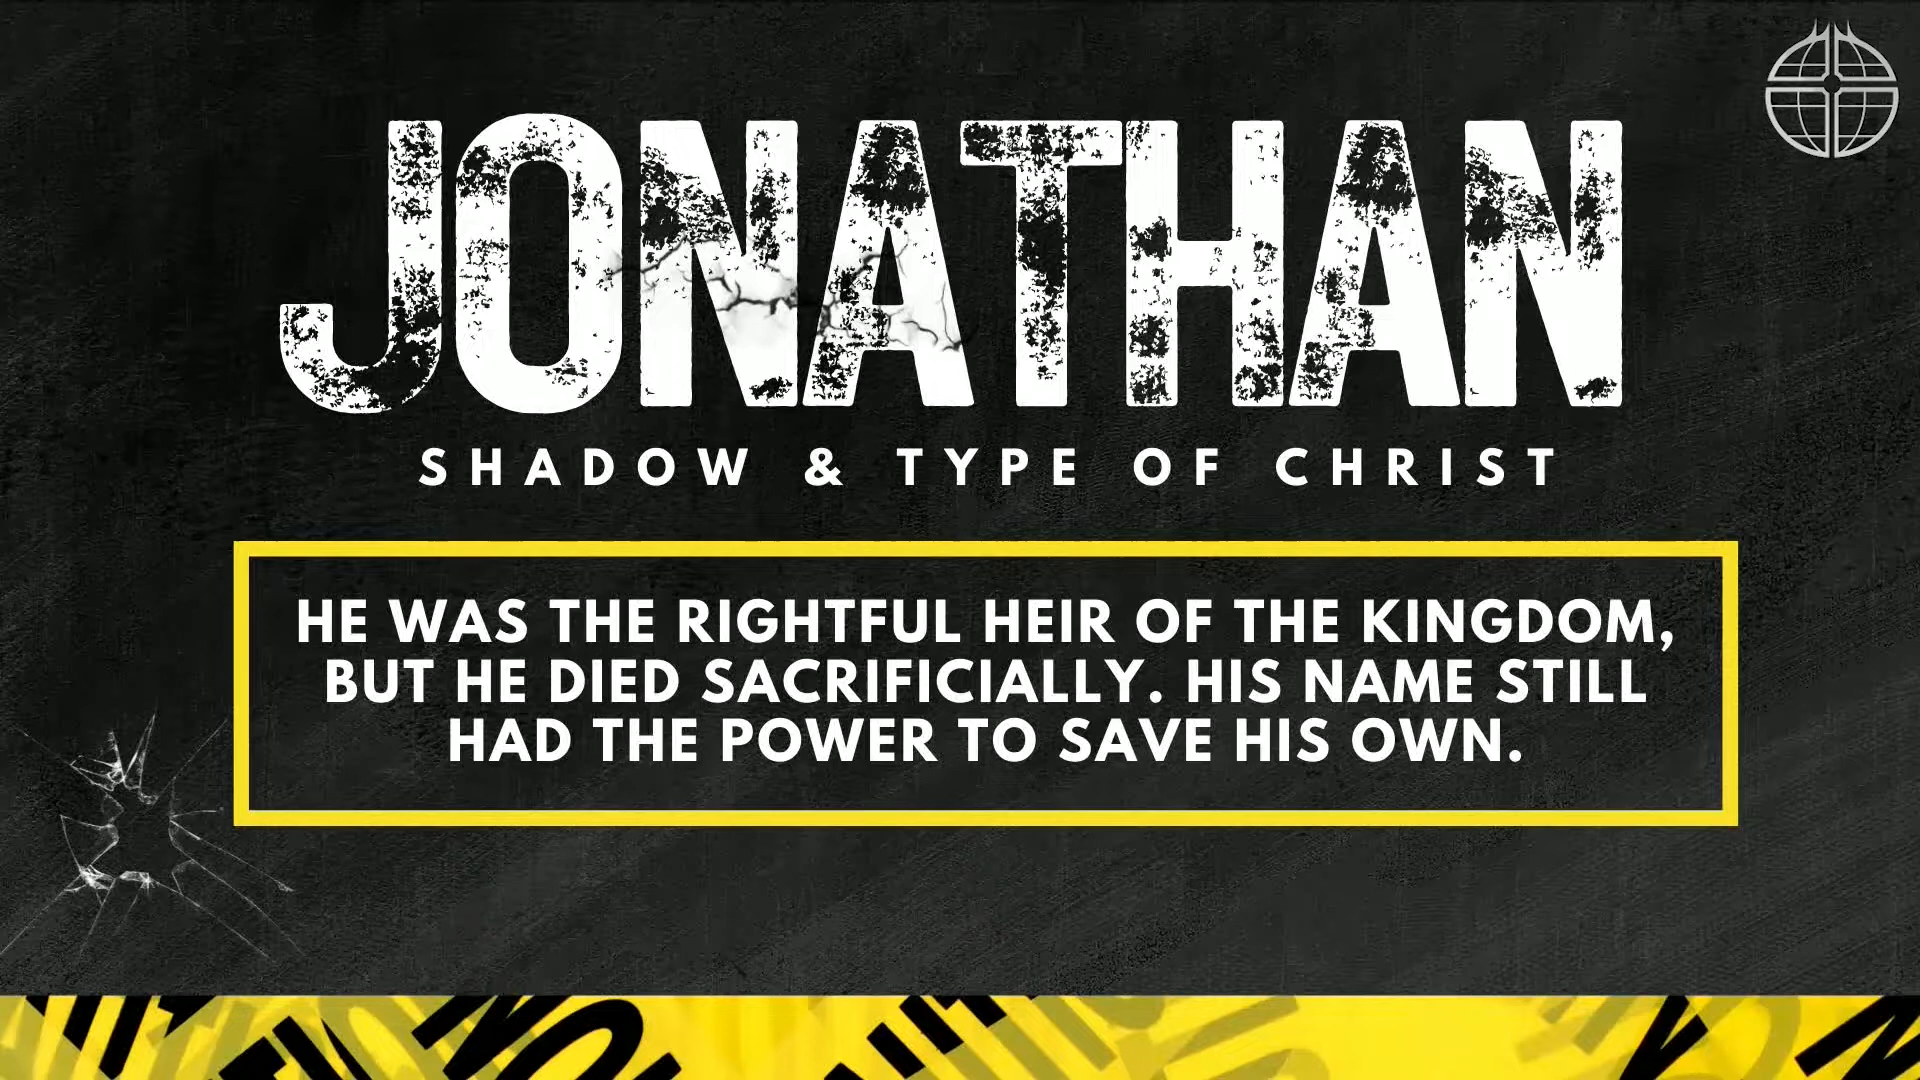 JONATHAN
SHADOW & TYPE OF CHRIST
HE WAS THE RIGHTFUL HEIR OF THE KINGDOM,
BUT HE DIED SACRIFICIALLY. HIS NAME STILL
HAD THE POWER TO SAVE HIS OWN.